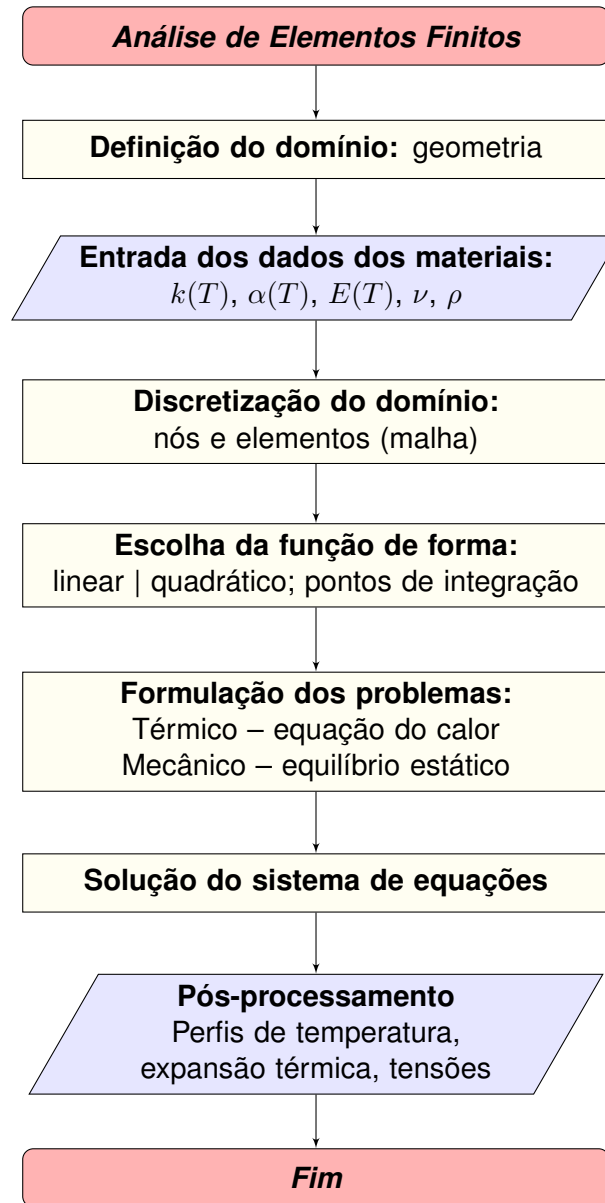 Análise de Elementos Finitos
Definição do domínio: geometria
Entrada dos dados dos materiais:
k(T), α(T), E(T), ν, ρ
Discretização do domínio:
nós e elementos (malha)
Escolha da função de forma:
linear | quadrático; pontos de integração
Formulação dos problemas:
Térmico – equação do calor
Mecânico – equilíbrio estático
Solução do sistema de equações
Pós-processamento
Perfis de temperatura,
expansão térmica, tensões
Fim